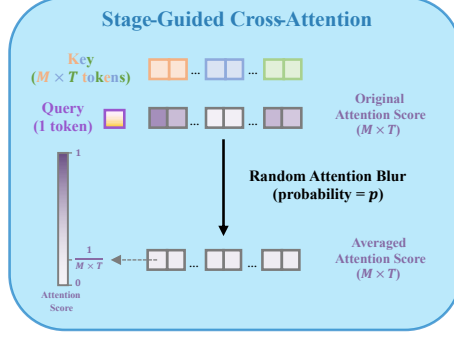 Stage-Guided Cross-Attention
Key
(M × T tokens)
... ...
Query
(1 token)
... ...
Original
Attention Score
(M × T)
1
Random Attention Blur
(probability = p)
1
M × T
0
Attention
Score
... ...
Averaged
Attention Score
(M × T)